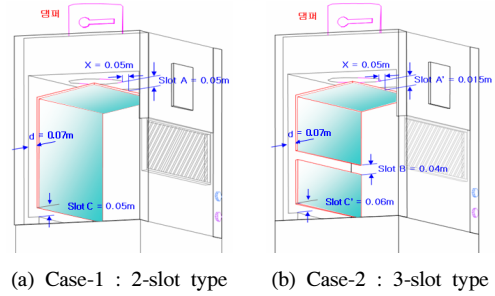 댐퍼
X = 0.05m
Slot A = 0.05m
d = 0.07m
Slot C = 0.05m
(a) Case-1 : 2-slot type
댐퍼
X = 0.05m
Slot A' = 0.015m
d = 0.07m
Slot B = 0.04m
Slot C' = 0.06m
(b) Case-2 : 3-slot type